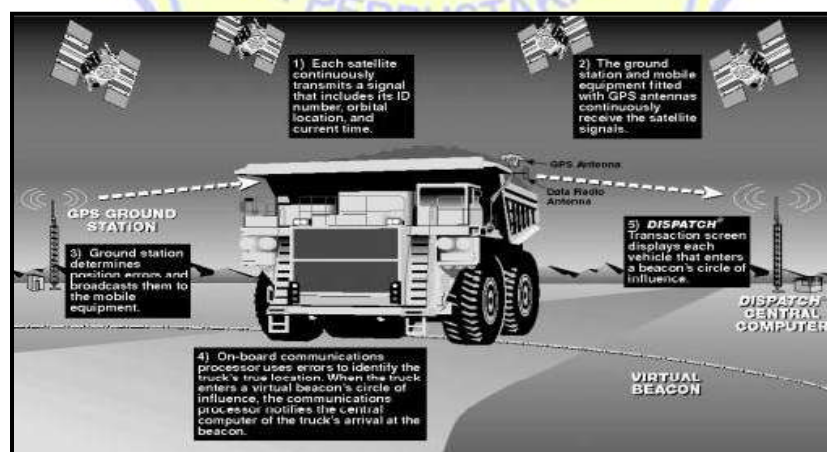 PERPUSTAKA
1) Each satellite
continuously
transmits a signal
that includes its ID
number, orbital
location, and
current time.
2) The ground
station and mobile
equipment fitted
with GPS antennas
continuously
receive the satellite
signals.
GPS Antenna
Data Radio
Antenna
GPS GROUND
STATION
3) Ground station
determines
position errors and
broadcasts them to
the mobile
equipment.
5) DISPATCH®
Transaction screen
displays each
vehicle that enters
a beacon's circle of
influence.
DISPATCH
CENTRAL
COMPUTER
4) On-board communications
processor uses errors to identify the
truck's true location. When the truck
enters a virtual beacon's circle of
influence, the communications
processor notifies the central
computer of the truck's arrival at the
beacon.
VIRTUAL
BEACON